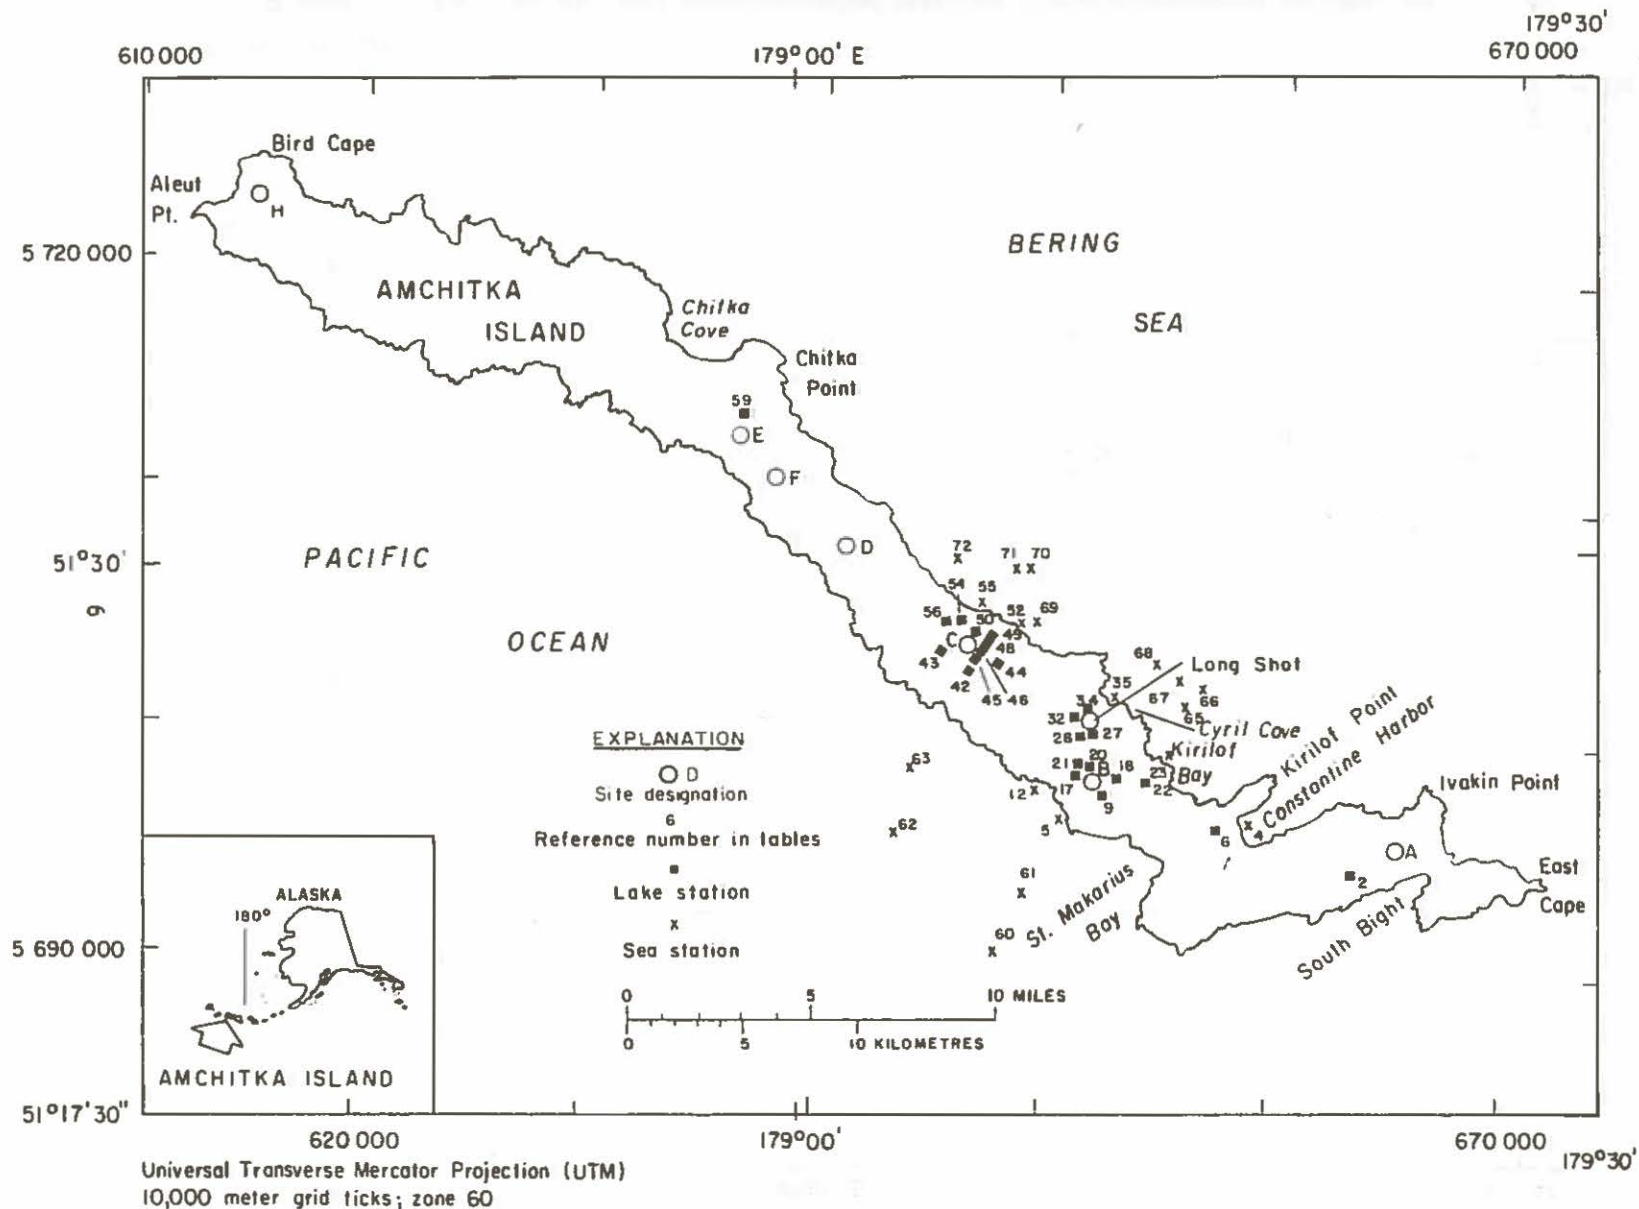 179°30'
610 000
179°00' E
670 000
Bird Cape
Aleut
Pt.
H
5 720 000
BERING
AMCHITKA
ISLAND
SEA
Chitka
Cove
Chitka
Point
59
E
F
D
PACIFIC
51°30'
6
OCEAN
72
71 70
54 55
56 50 52 69
C 49
43 48
42 44
45 46
68
Long Shot
35
34
67 66
65
32
Cyril Cove
28 27
Kirilof
Bay
Kirilof Point
Constantine Harbor
21 20
B 18
17 23
22
9
63
12
5
62
6
4
Ivakin Point
A
2
East
Cape
61
60
St. Makarius
Bay
South Bight
EXPLANATION
D
Site designation
6
Reference number in tables
Lake station
x
Sea station
5 690 000
0 5 10 MILES
0 5 10 KILOMETRES
ALASKA
180°
AMCHITKA ISLAND
51°17'30"
620 000
179°00'
670 000
179°30'
Universal Transverse Mercator Projection (UTM)
10,000 meter grid ticks; zone 60